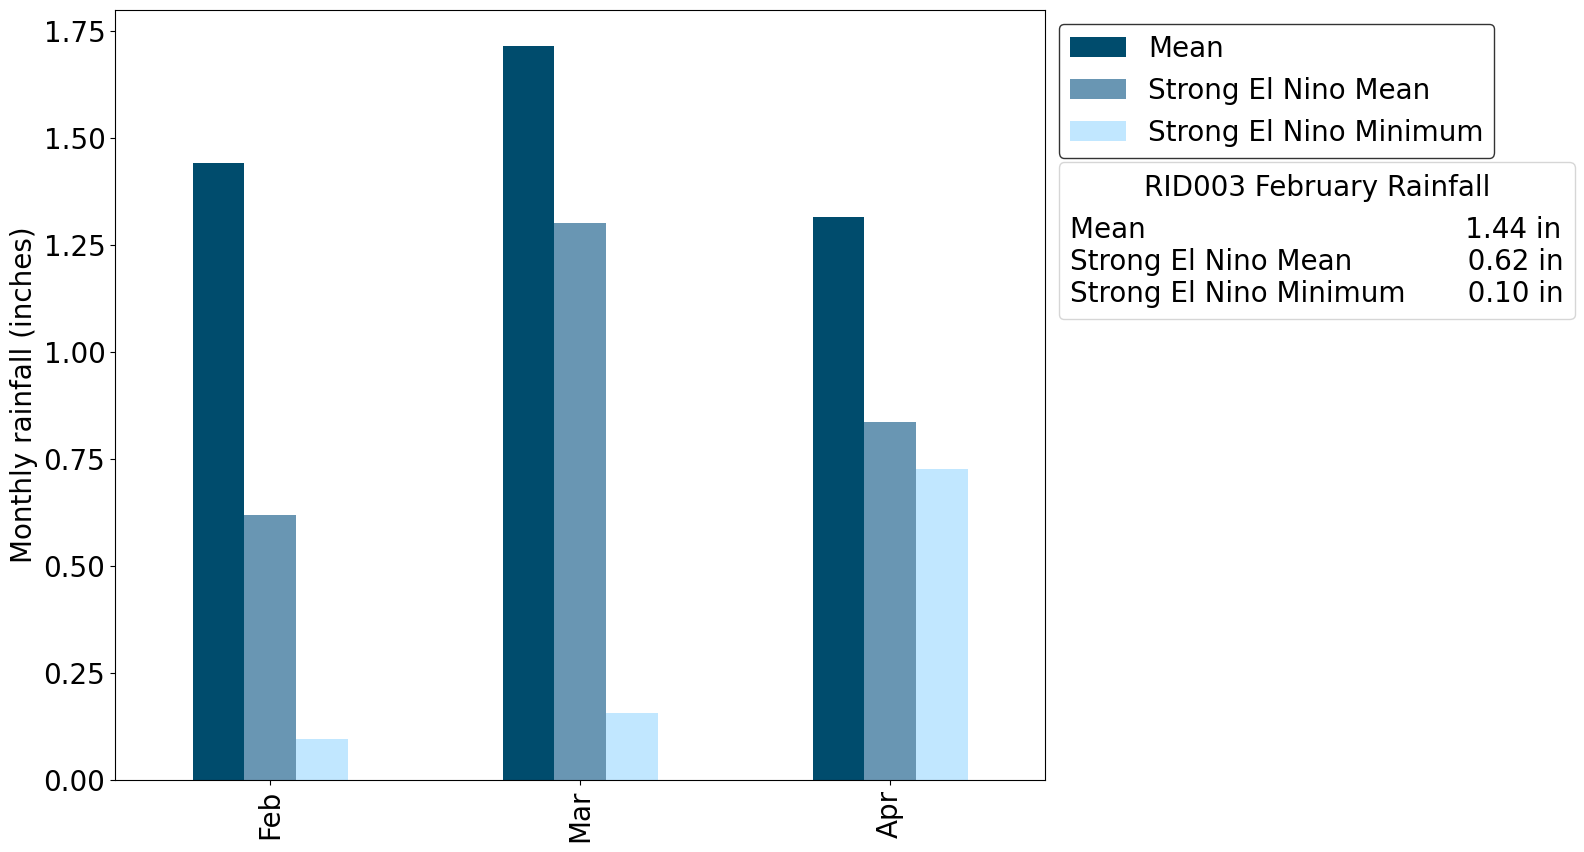 Monthly rainfall (inches)
1.75
1.50
1.25
1.00
0.75
0.50
0.25
0.00
Feb
Mar
Apr
Mean
Strong El Nino Mean
Strong El Nino Minimum
RID003 February Rainfall
Mean 1.44 in
Strong El Nino Mean 0.62 in
Strong El Nino Minimum 0.10 in